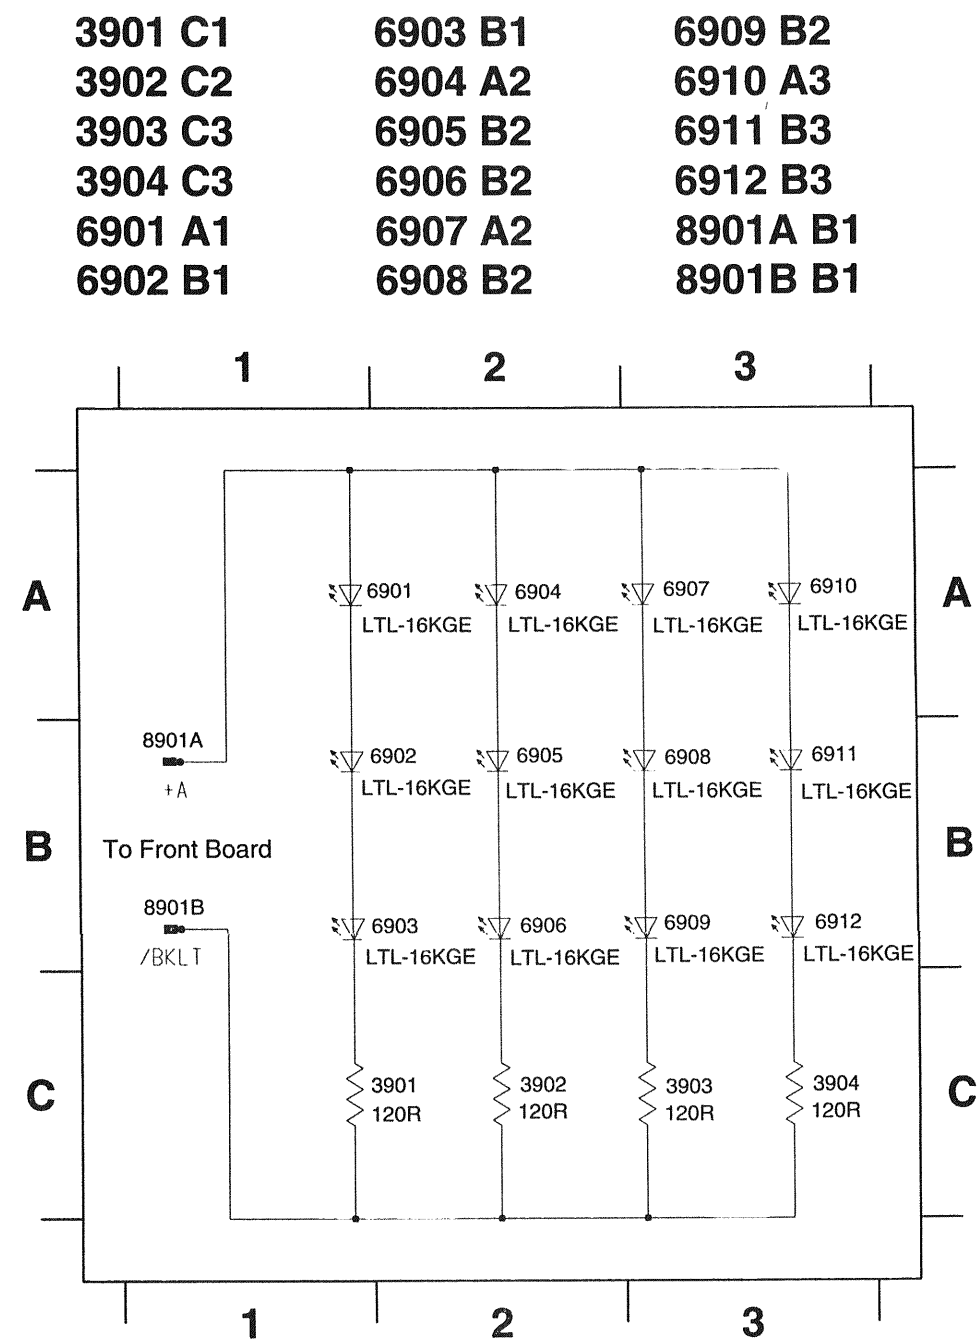 3901 C1 6903 B1 6909 B2
3902 C2 6904 A2 6910 A3
3903 C3 6905 B2 6911 B3
3904 C3 6906 B2 6912 B3
6901 A1 6907 A2 8901A B1
6902 B1 6908 B2 8901B B1
1 2 3
A 6901 6904 6907 6910 A
LTL-16KGE LTL-16KGE LTL-16KGE LTL-16KGE
8901A 6902 6905 6908 6911
+A LTL-16KGE LTL-16KGE LTL-16KGE LTL-16KGE
B To Front Board B
8901B 6903 6906 6909 6912
/BKLT LTL-16KGE LTL-16KGE LTL-16KGE LTL-16KGE
C 3901 3902 3903 3904 C
120R 120R 120R 120R
1 2 3